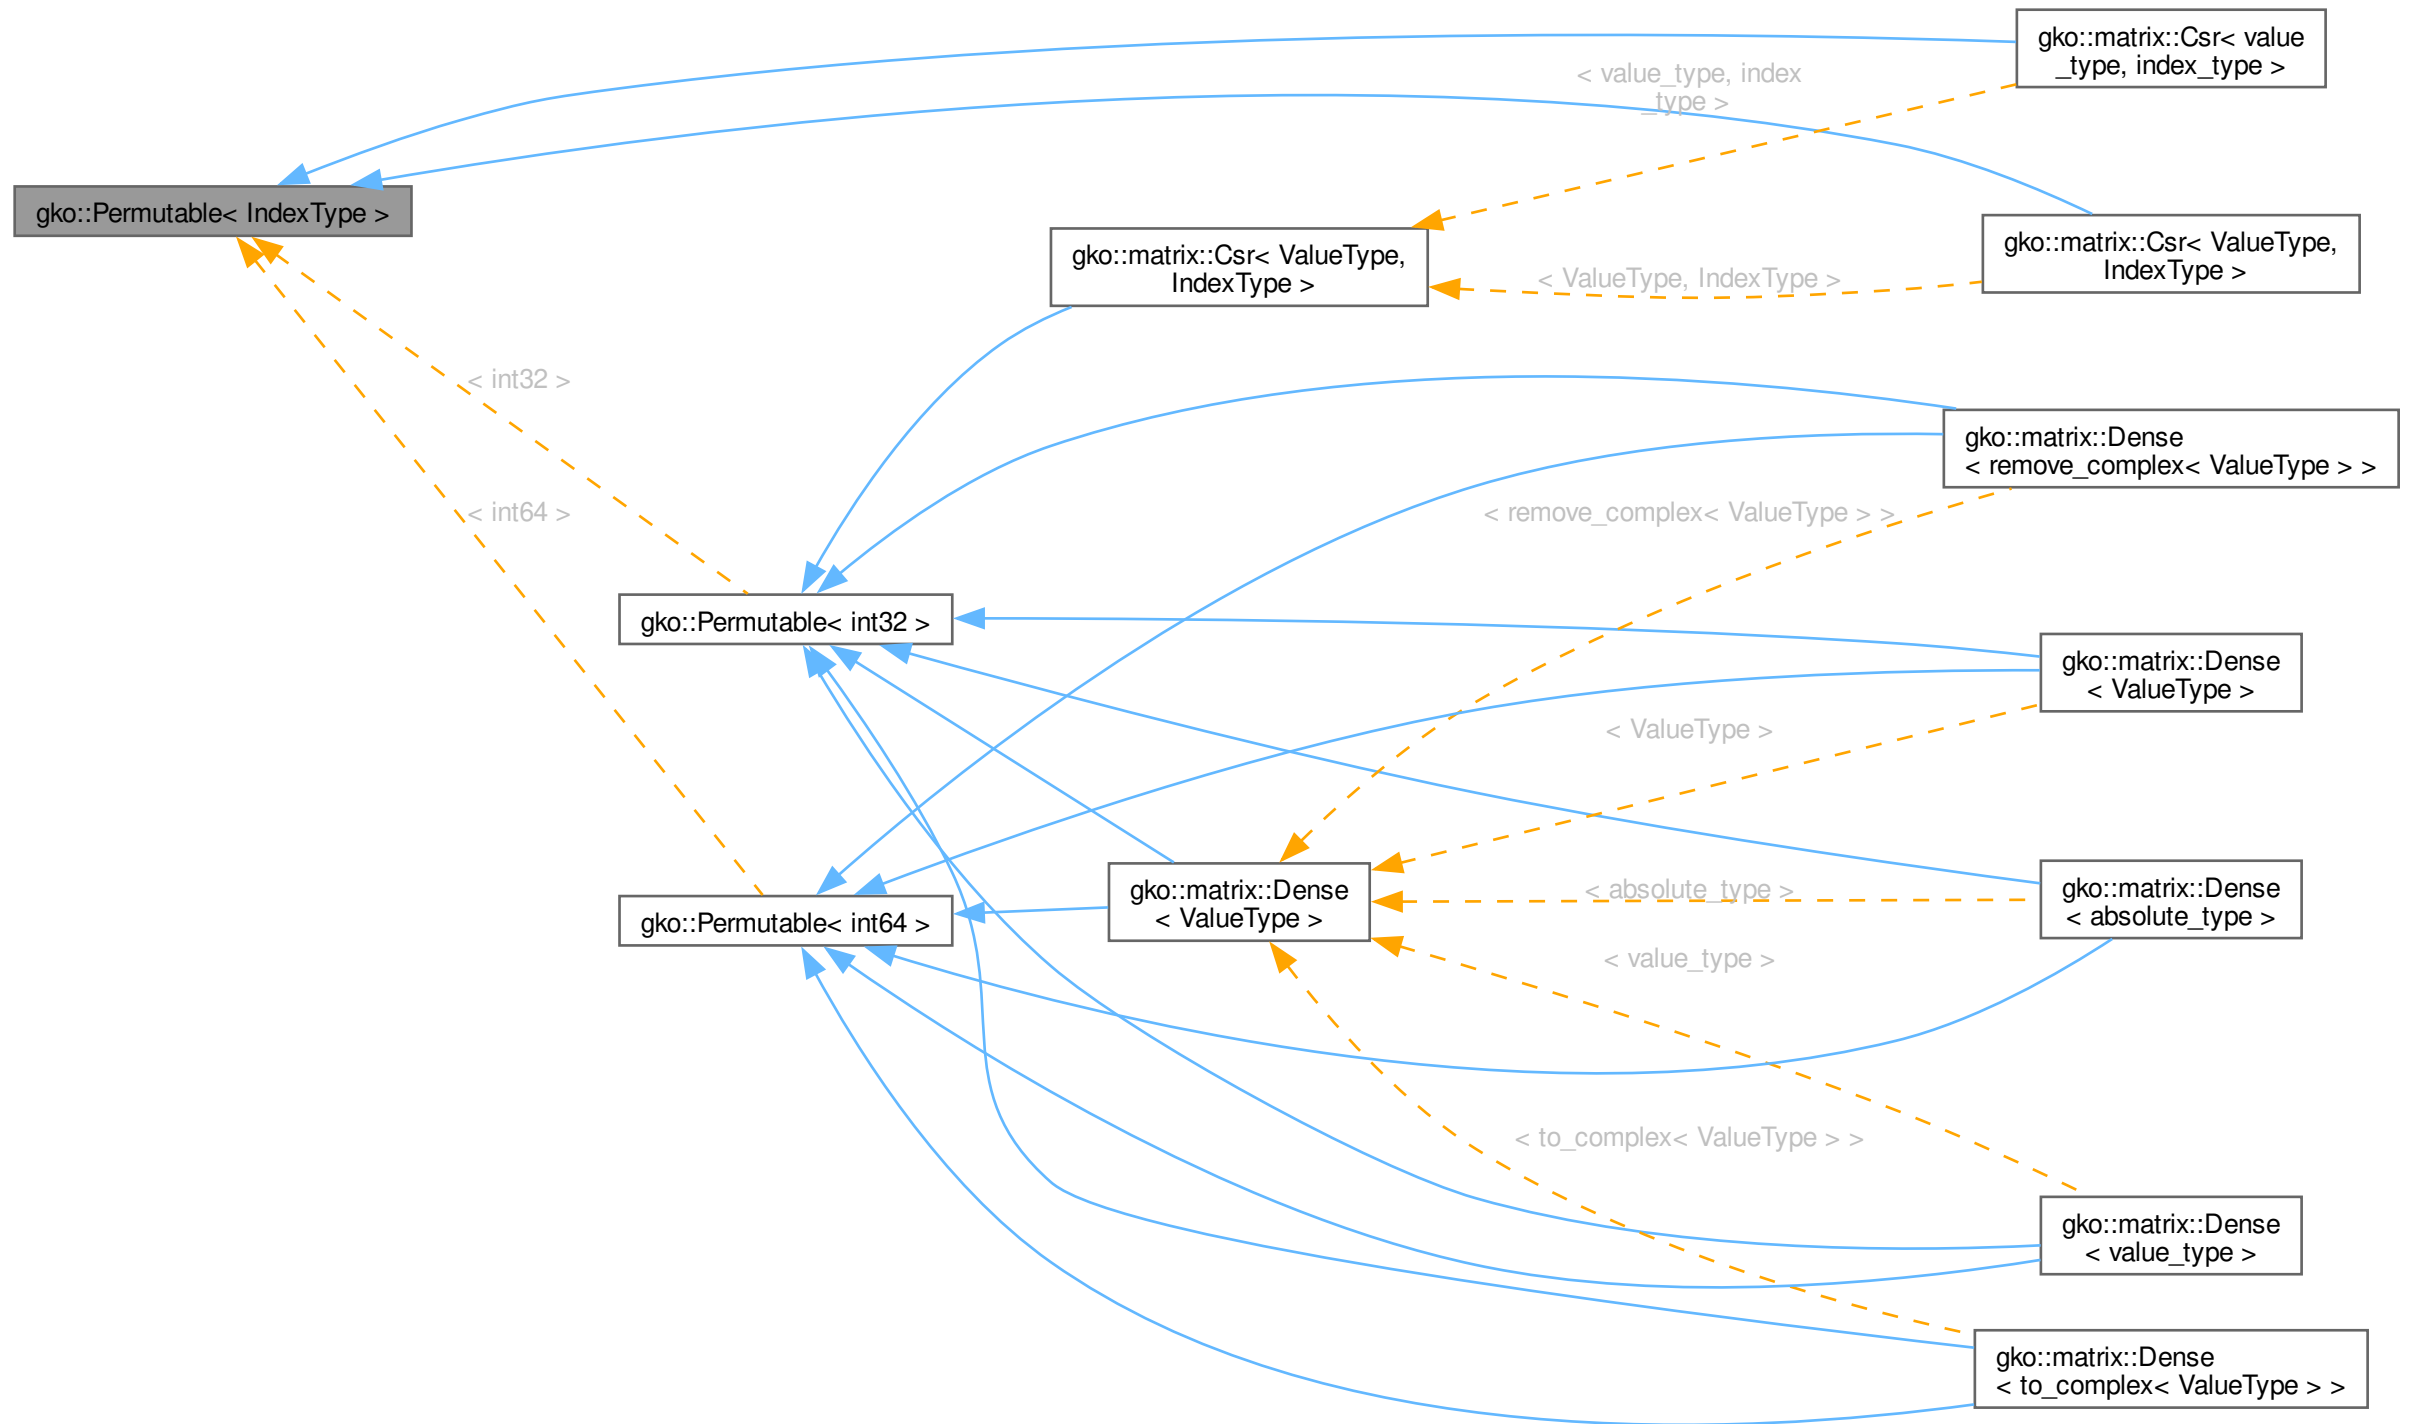 gko::matrix::Csr< value
_type, index_type >
< value_type, index
_type >
gko::Permutable< IndexType >
gko::matrix::Csr< ValueType,
IndexType >
< ValueType, IndexType >
gko::matrix::Csr< ValueType,
IndexType >
< int32 >
gko::matrix::Dense
< remove_complex< ValueType > >
< int64 >
< remove_complex< ValueType > >
gko::Permutable< int32 >
gko::matrix::Dense
< ValueType >
< ValueType >
gko::Permutable< int64 >
gko::matrix::Dense
< ValueType >
< absolute_type >
gko::matrix::Dense
< absolute_type >
< value_type >
< to_complex< ValueType > >
gko::matrix::Dense
< value_type >
gko::matrix::Dense
< to_complex< ValueType > >